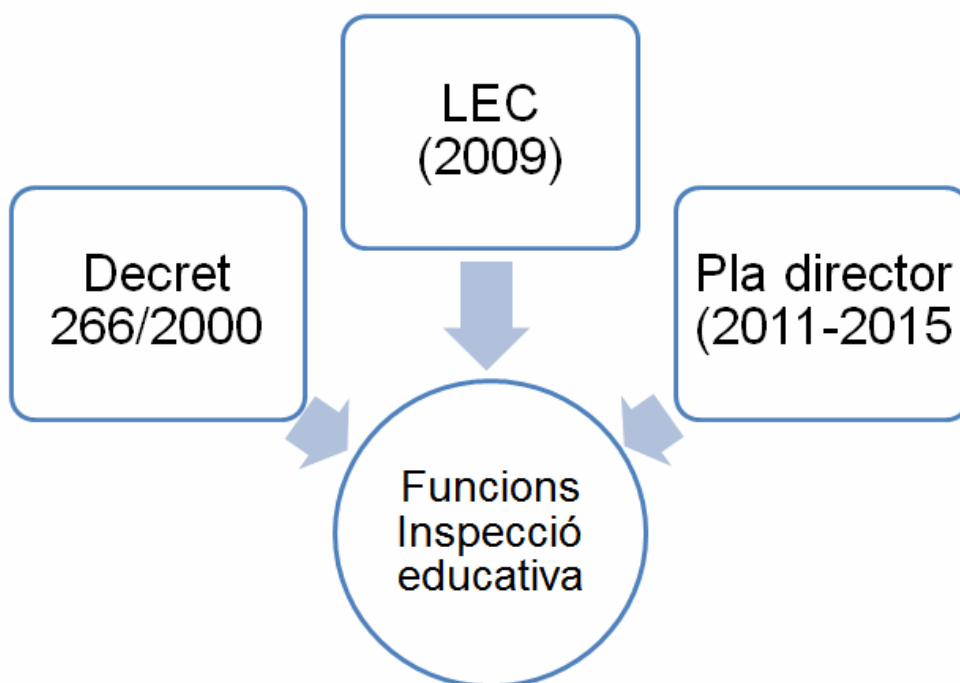 LEC
(2009)
Decret
266/2000
Pla director
(2011-2015
Funcions
Inspecció
educativa